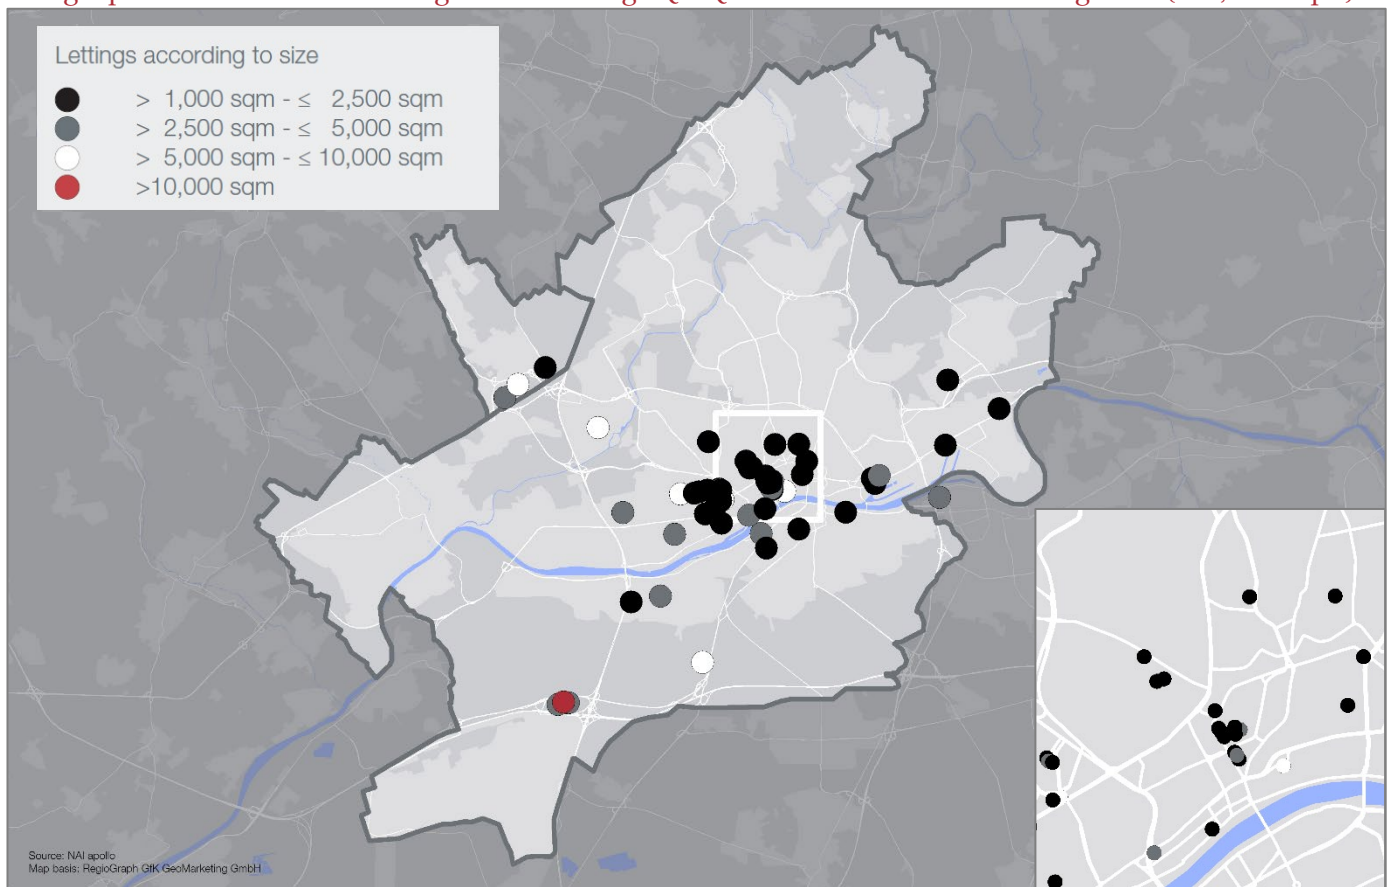 Lettings according to size
> 1,000 sqm - ≤ 2,500 sqm
> 2,500 sqm - ≤ 5,000 sqm
> 5,000 sqm - ≤ 10,000 sqm
>10,000 sqm
Source: NAI apollo
Map basis: RegioGraph GfK GeoMarketing GmbH